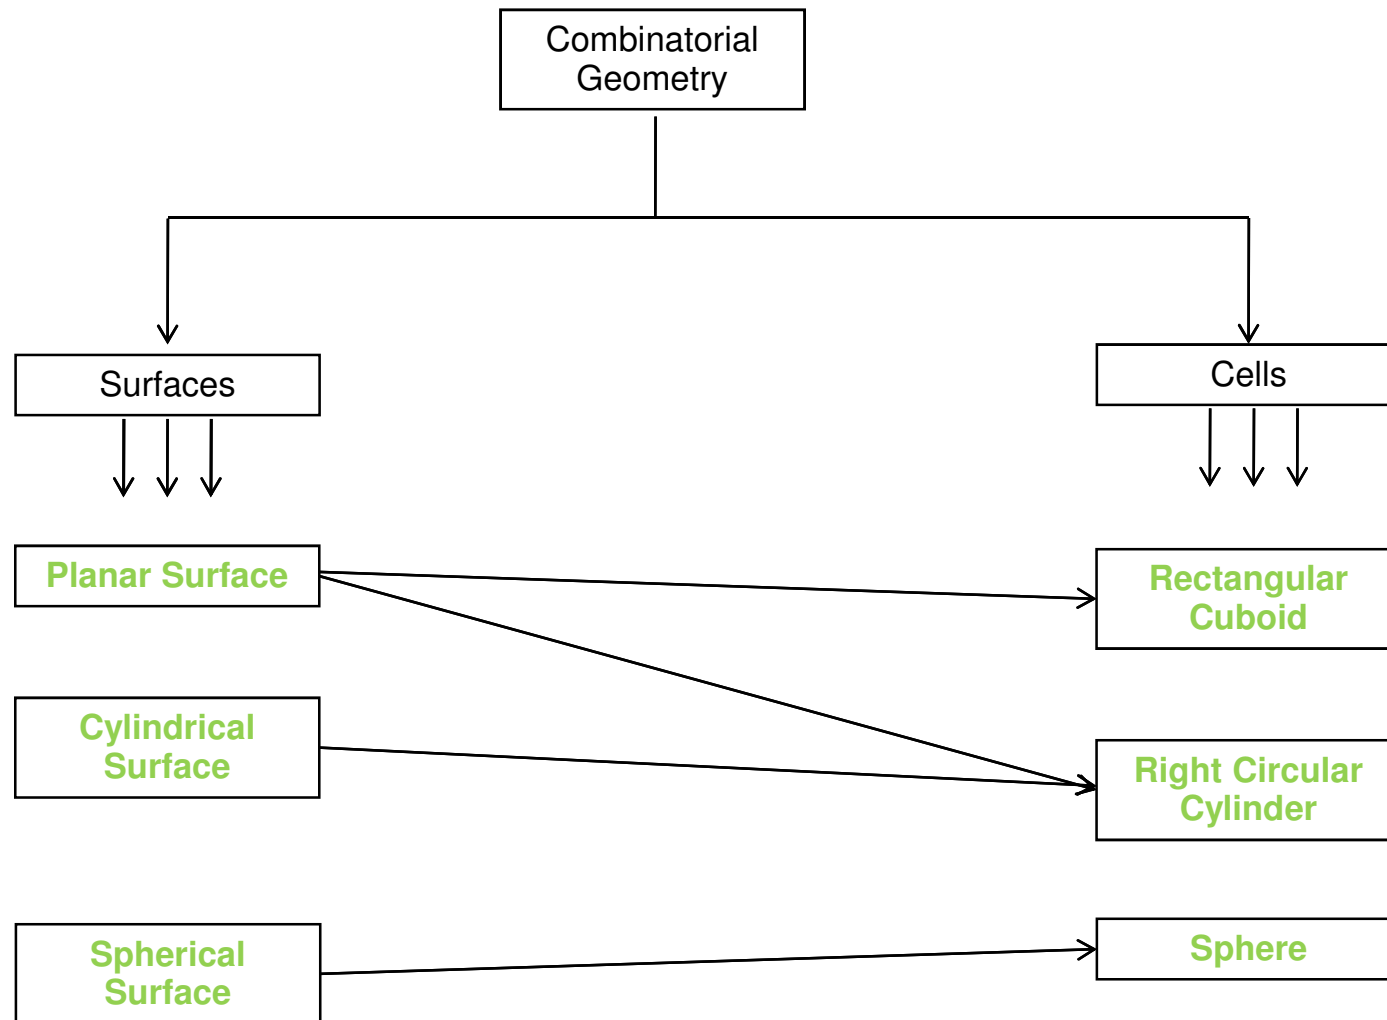 Combinatorial
Geometry
Surfaces
Cells
Planar Surface
Rectangular
Cuboid
Cylindrical
Surface
Right Circular
Cylinder
Spherical
Surface
Sphere